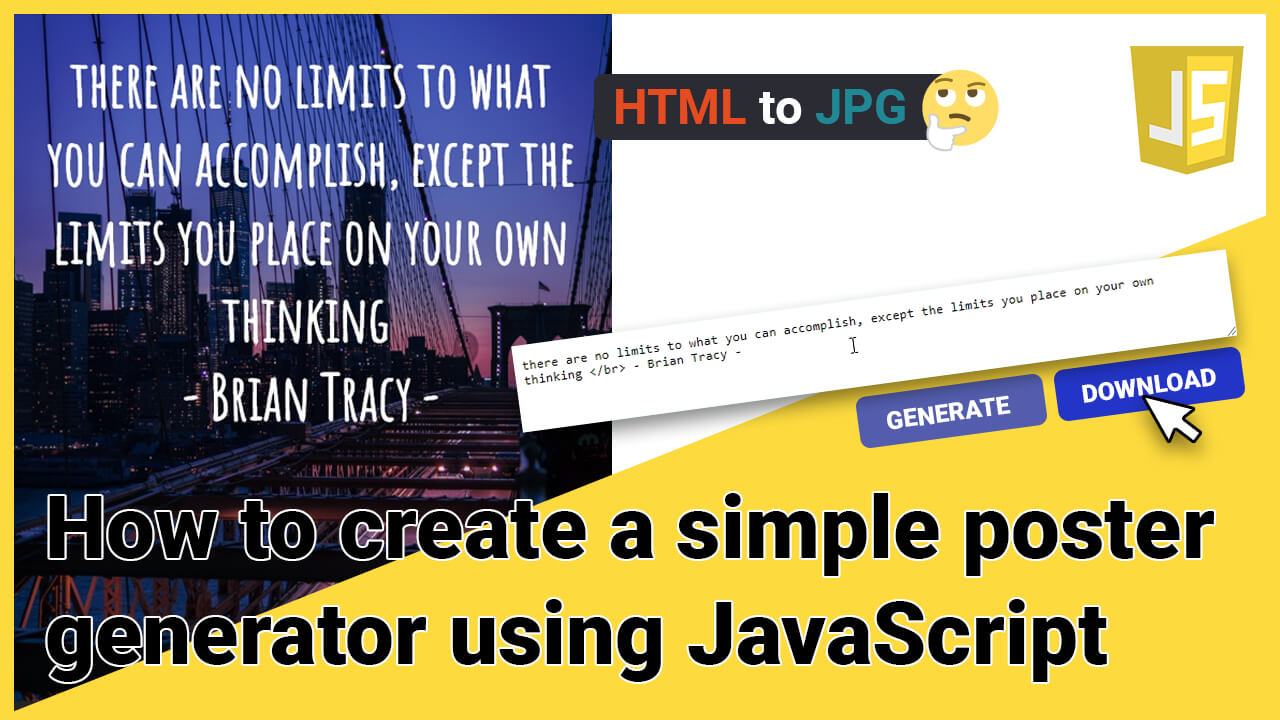 THERE ARE NO LIMITS TO WHAT
YOU CAN ACCOMPLISH, EXCEPT THE
LIMITS YOU PLACE ON YOUR OWN
THINKING
- BRIAN TRACY -
HTML to JPG
JS
there are no limits to what you can accomplish, except the limits you place on your own
thinking </br> - Brian Tracy -
GENERATE
DOWNLOAD
How to create a simple poster
generator using JavaScript